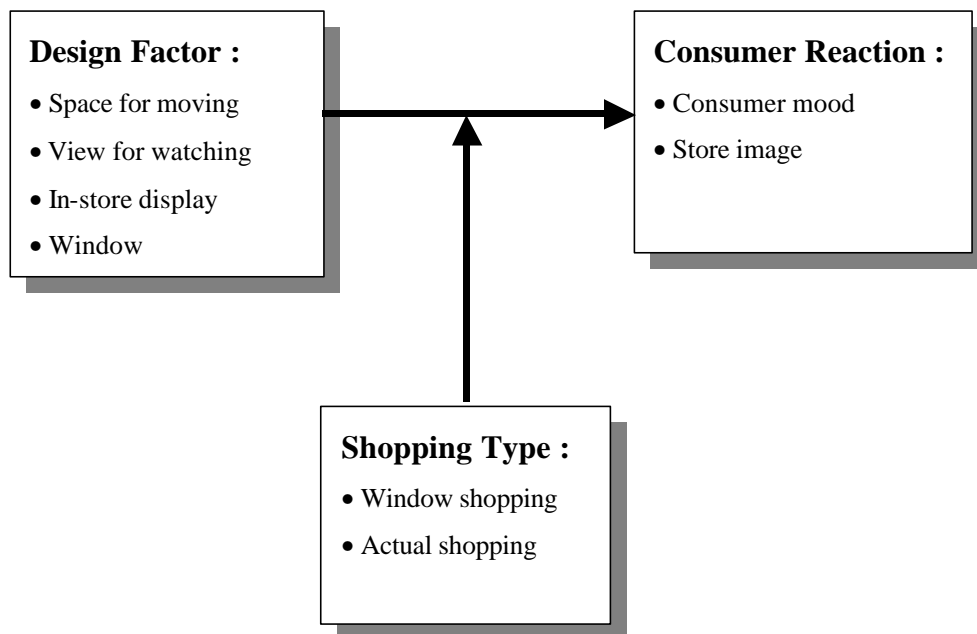 Design Factor :
• Space for moving
• View for watching
• In-store display
• Window
Consumer Reaction :
• Consumer mood
• Store image
Shopping Type :
• Window shopping
• Actual shopping